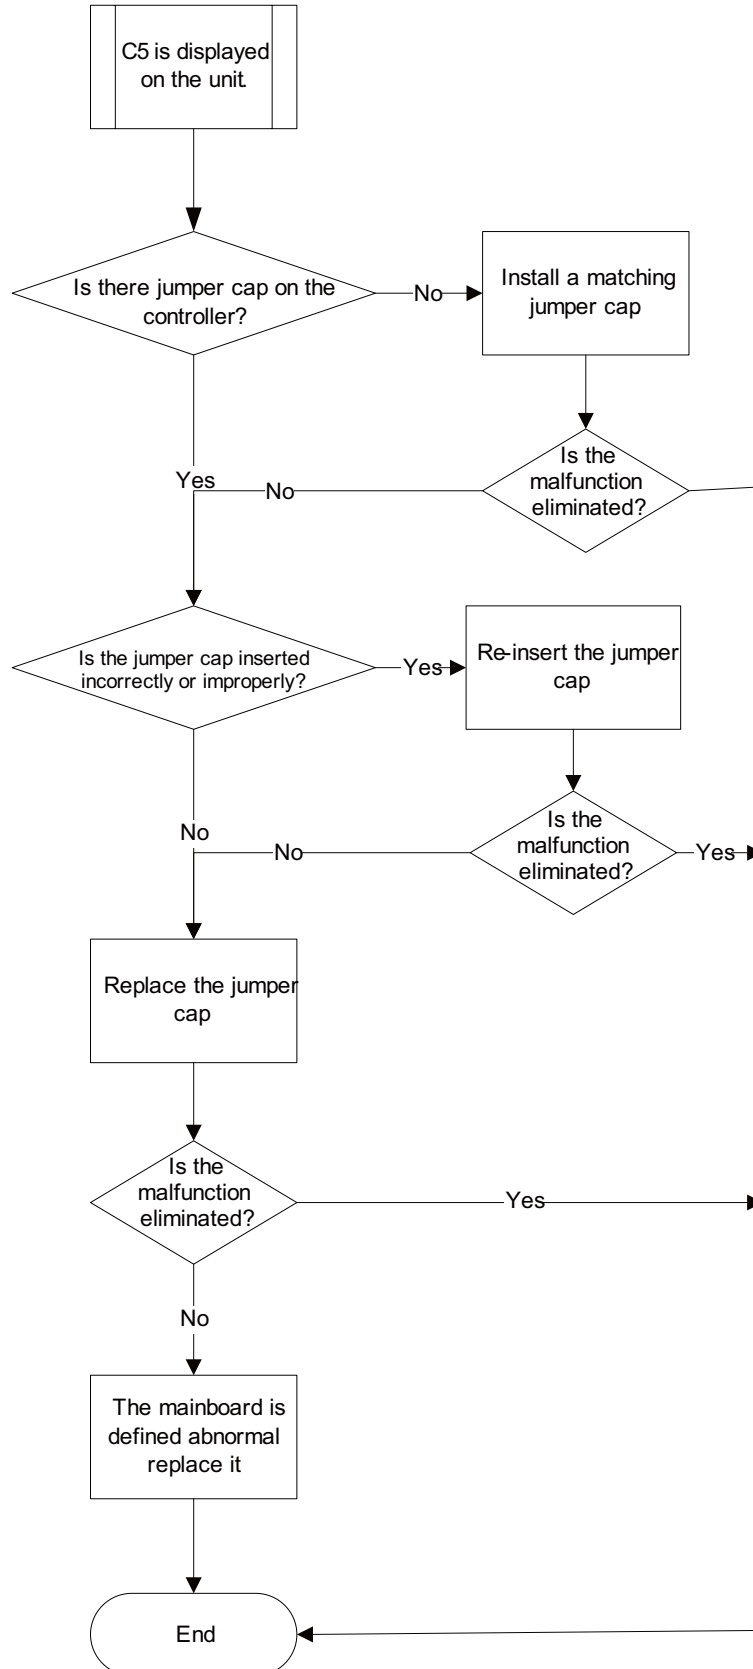 C5 is displayed
on the unit.
Is there jumper cap on the
controller?
No
Install a matching
jumper cap
Is the
malfunction
eliminated?
Yes
No
Is the jumper cap inserted
incorrectly or improperly?
Yes
Re-insert the jumper
cap
Is the
malfunction
eliminated?
No
No
Yes
Replace the jumper
cap
Is the
malfunction
eliminated?
Yes
No
The mainboard is
defined abnormal
replace it
End